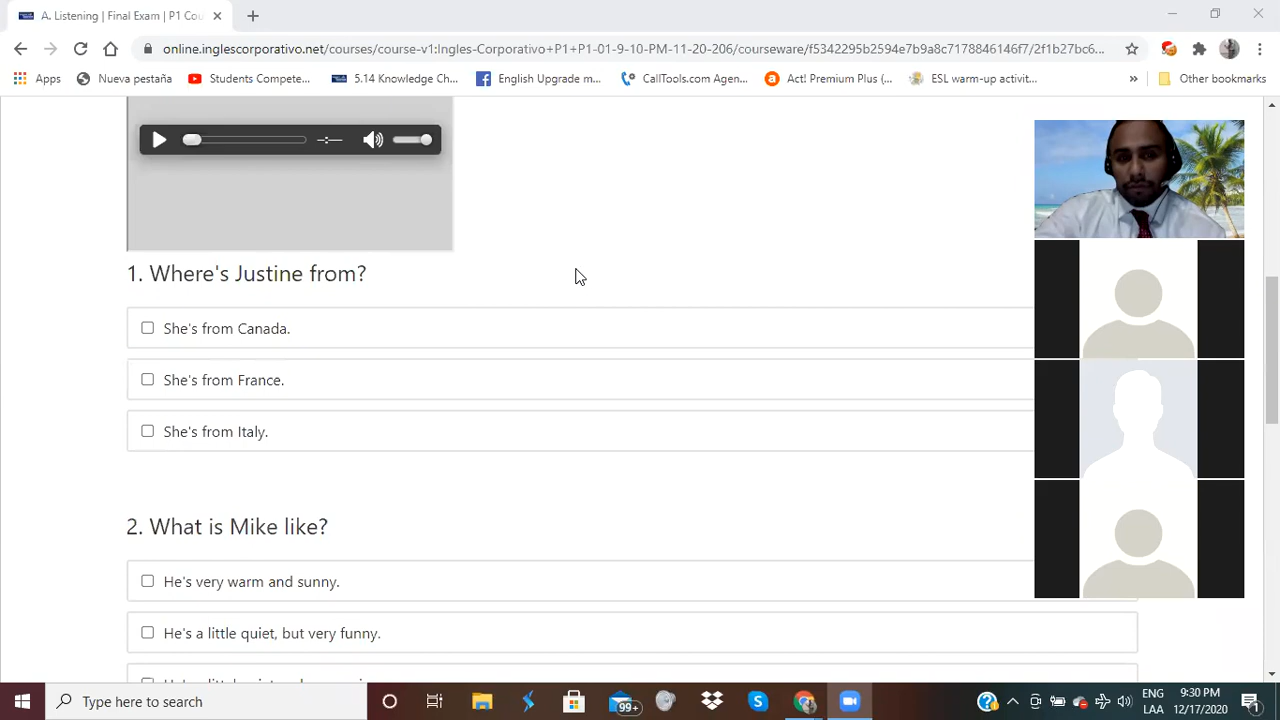 A. Listening | Final Exam | P1 Cou
online.inglescorporativo.net/courses/course-v1:Ingles-Corporativo+P1+P1-01-9-10-PM-11-20-206/courseware/f5342295b2594e7b9a8c7178846146f7/2f1b27bc6...
Apps Nueva pestaña Students Compete... 5.14 Knowledge Ch... English Upgrade m... CallTools.com Agen... Act! Premium Plus (... ESL warm-up activit... » Other bookmarks
1. Where's Justine from?
She's from Canada.
She's from France.
She's from Italy.
2. What is Mike like?
He's very warm and sunny.
He's a little quiet, but very funny.
Type here to search
99+
ENG 9:30 PM
LAA 12/17/2020
1